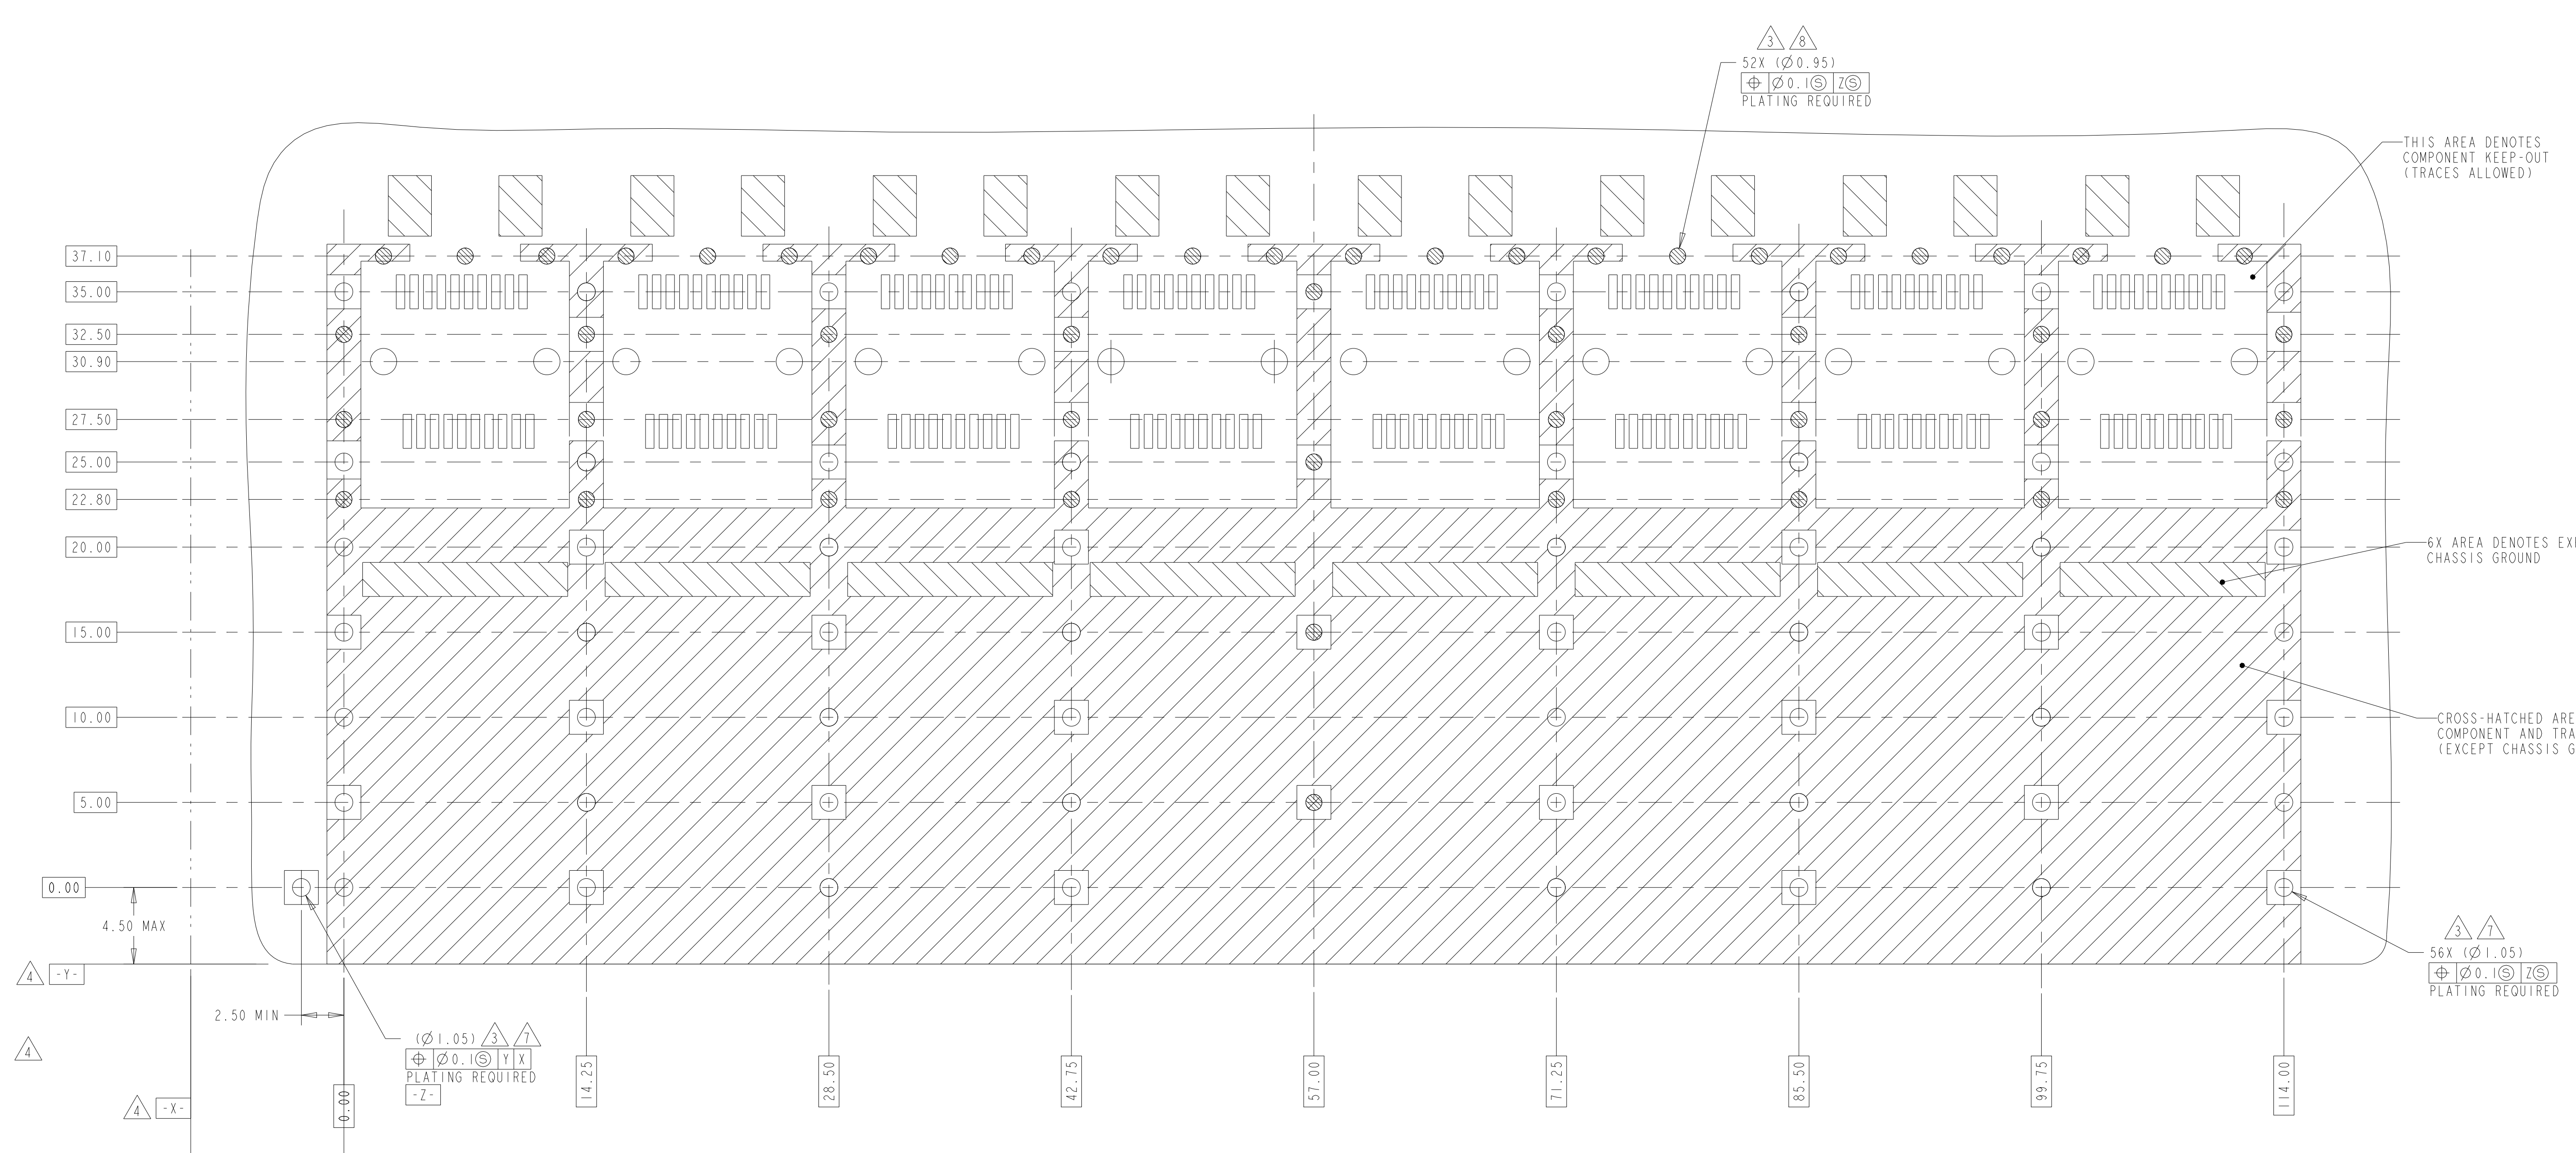 3 8
52X (Ø0.95)
⌖ Ø0.1Ⓢ ZⓈ
PLATING REQUIRED
THIS AREA DENOTES
COMPONENT KEEP-OUT
(TRACES ALLOWED)
37.10
35.00
32.50
30.90
27.50
25.00
22.80
20.00
6X AREA DENOTES
CHASSIS GROUND
15.00
10.00
CROSS-HATCHED
COMPONENT AND
(EXCEPT CHASSIS
5.00
0.00
4.50 MAX
3 7
56X (Ø1.05)
⌖ Ø0.1Ⓢ ZⓈ
PLATING REQUIRED
4 -Y-
2.50 MIN
(Ø1.05) 3 7
⌖ Ø0.1Ⓢ Y X
PLATING REQUIRED
-Z-
4
4 -X-
0.00
14.25
28.50
42.75
57.00
71.25
85.50
99.75
114.00